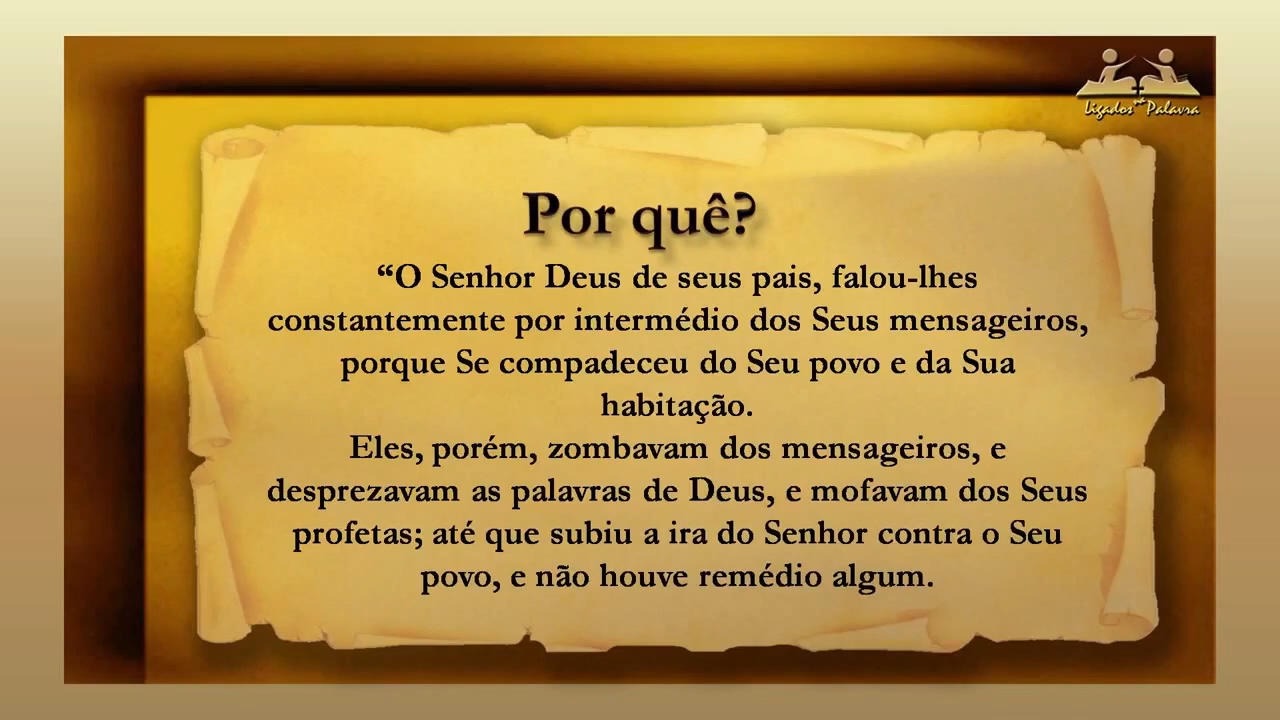 Ligados na Palavra
Por quê?
“O Senhor Deus de seus pais, falou-lhes
constantemente por intermédio dos Seus mensageiros,
porque Se compadeceu do Seu povo e da Sua
habitação.
Eles, porém, zombavam dos mensageiros, e
desprezavam as palavras de Deus, e mofavam dos Seus
profetas; até que subiu a ira do Senhor contra o Seu
povo, e não houve remédio algum.